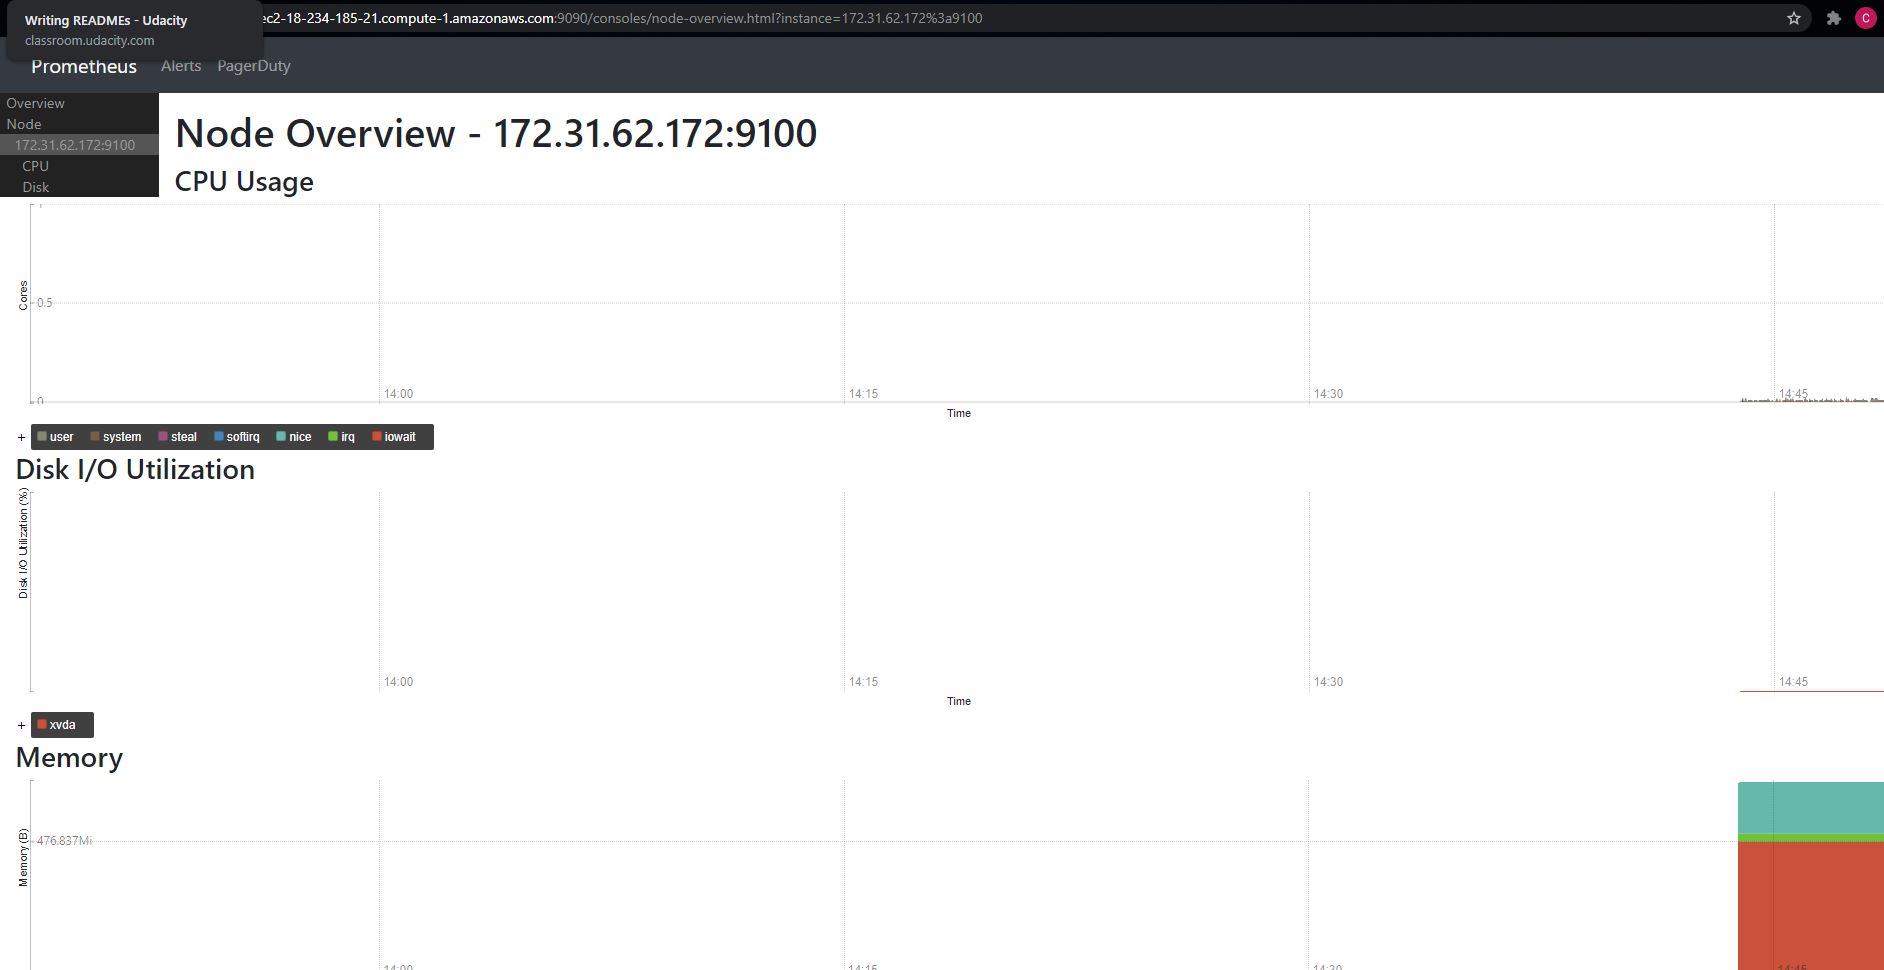 Writing READMEs - Udacity
classroom.udacity.com
ec2-18-234-185-21.compute-1.amazonaws.com:9090/consoles/node-overview.html?instance=172.31.62.172%3a9100
C
Prometheus Alerts PagerDuty
Overview
Node
172.31.62.172:9100
CPU
Disk
Node Overview - 172.31.62.172:9100
CPU Usage
1
Cores
0.5
0
14:00 14:15 14:30 14:45
Time
+ user system steal softirq nice irq iowait
Disk I/O Utilization
Disk I/O Utilization (%)
14:00 14:15 14:30 14:45
Time
+ xvda
Memory
Memory (B)
476.837Mi
14:00 14:15 14:30 14:45